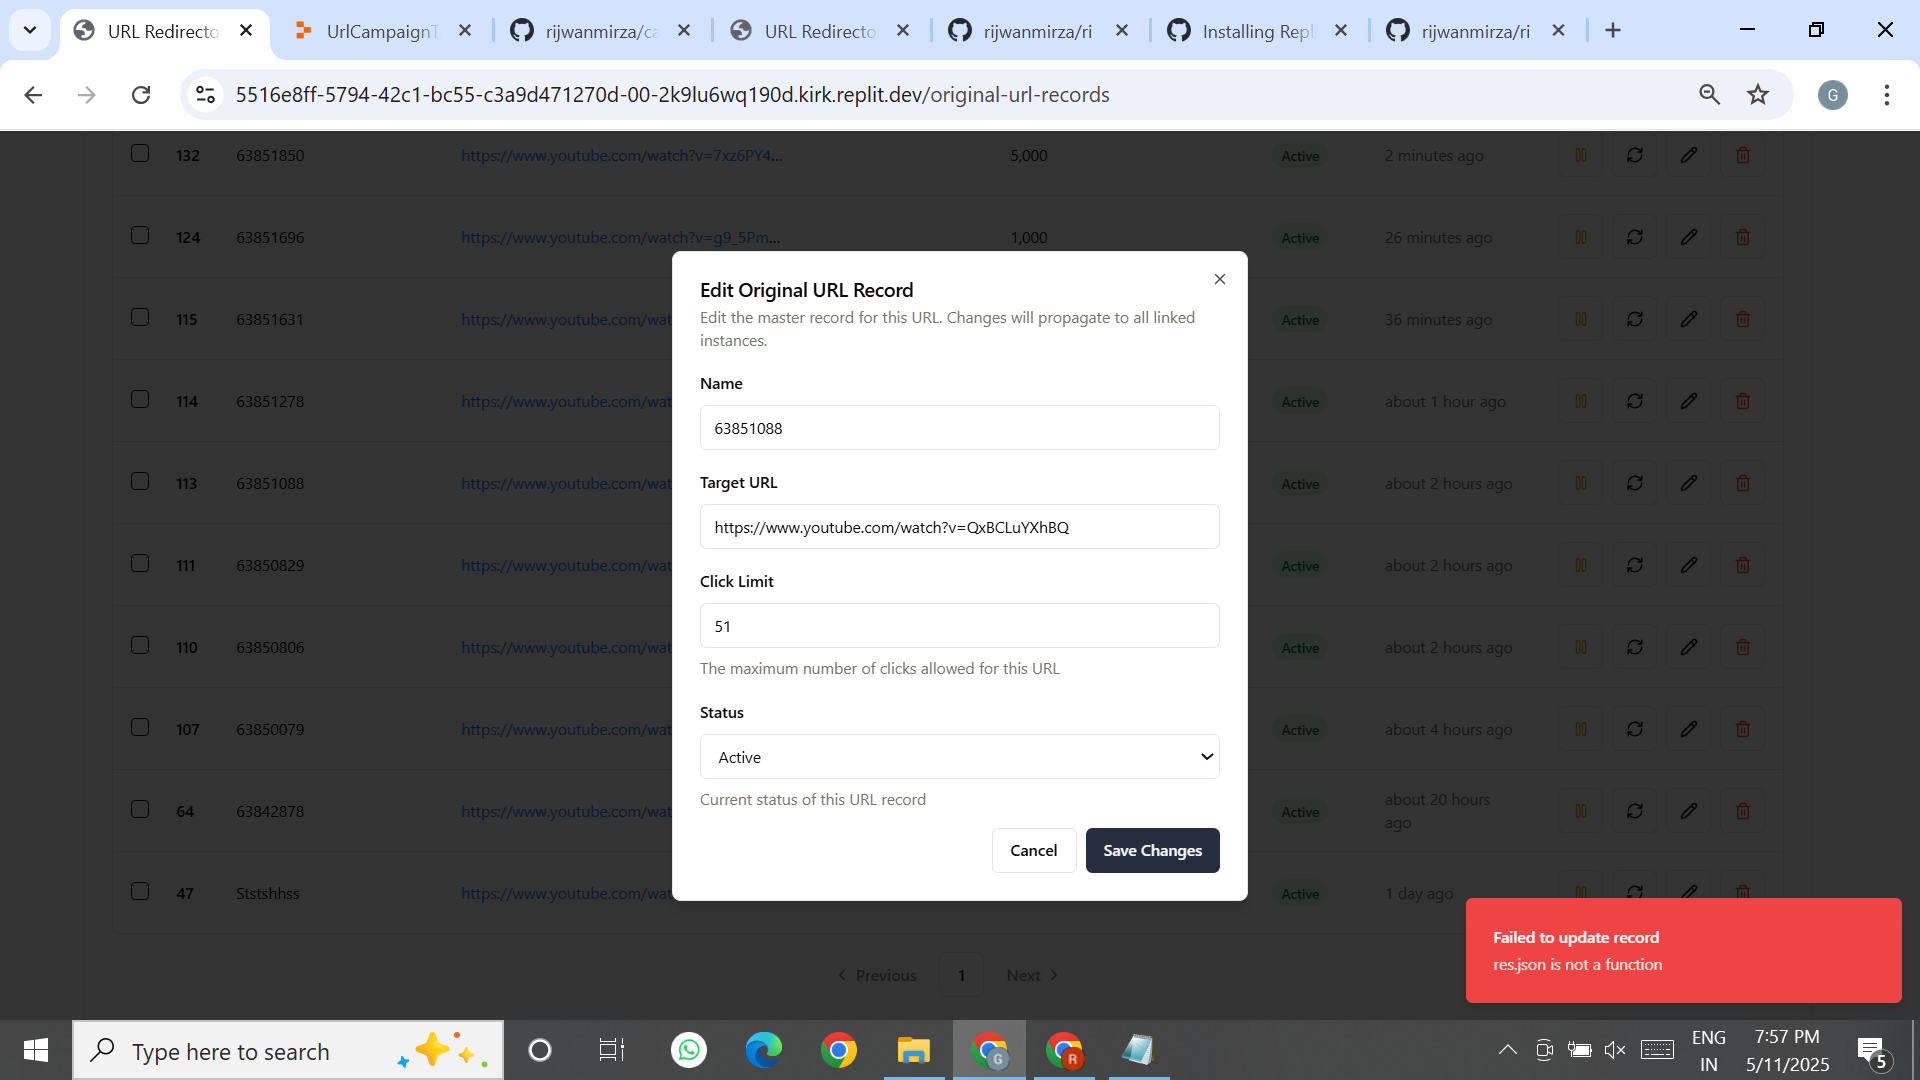 URL Redirecto
UrlCampaignT
rijwanmirza/ca
URL Redirecto
rijwanmirza/ri
Installing Repl
rijwanmirza/ri
5516e8ff-5794-42c1-bc55-c3a9d471270d-00-2k9lu6wq190d.kirk.replit.dev/original-url-records
G
132 63851850 https://www.youtube.com/watch?v=7xz6PY4... 5,000 Active 2 minutes ago
124 63851696 https://www.youtube.com/watch?v=g9_5Pm... 1,000 Active 26 minutes ago
115 63851631 https://www.youtube.com/wat Active 36 minutes ago
114 63851278 https://www.youtube.com/wat Active about 1 hour ago
113 63851088 https://www.youtube.com/wat Active about 2 hours ago
111 63850829 https://www.youtube.com/wat Active about 2 hours ago
110 63850806 https://www.youtube.com/wat Active about 2 hours ago
107 63850079 https://www.youtube.com/wat Active about 4 hours ago
64 63842878 https://www.youtube.com/wat Active about 20 hours
ago
47 Ststshhss https://www.youtube.com/wat Active 1 day ago
Previous 1 Next
Edit Original URL Record
Edit the master record for this URL. Changes will propagate to all linked
instances.
Name
63851088
Target URL
https://www.youtube.com/watch?v=QxBCLuYXhBQ
Click Limit
51
The maximum number of clicks allowed for this URL
Status
Active
Current status of this URL record
Cancel
Save Changes
Failed to update record
res.json is not a function
Type here to search
G
R
ENG
IN
7:57 PM
5/11/2025
5